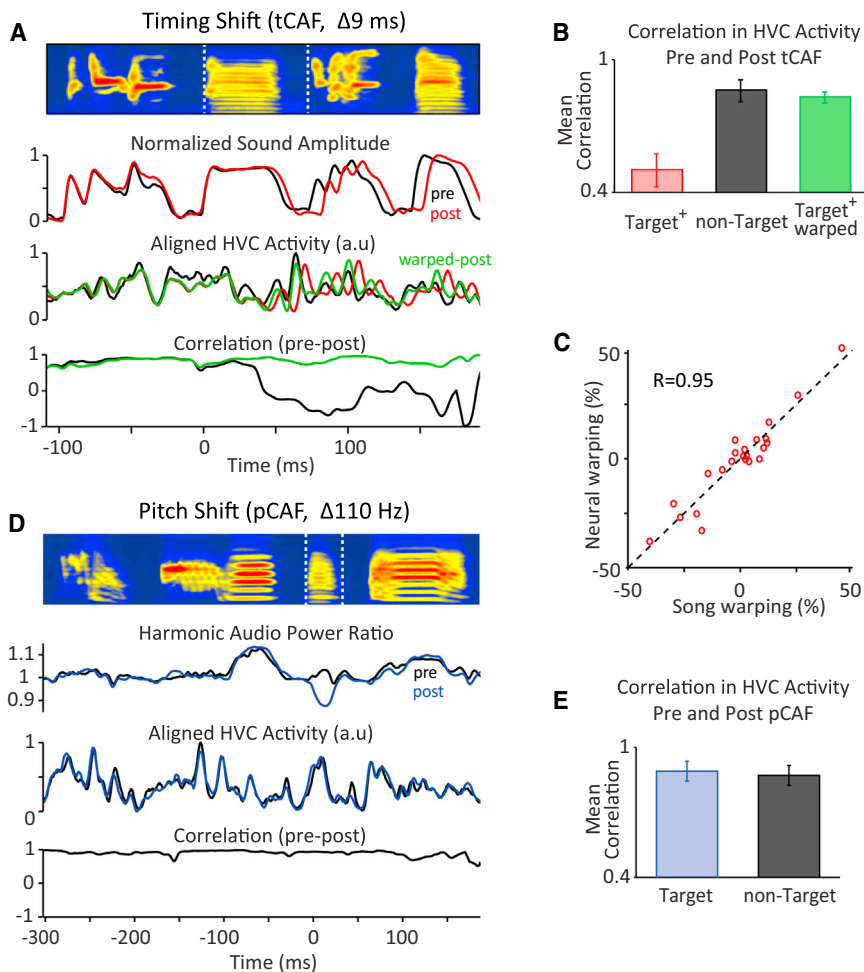 A
Timing Shift (tCAF, Δ9 ms)
Normalized Sound Amplitude
1
0
pre
post
Aligned HVC Activity (a.u)
warped-post
1
0
Correlation (pre-post)
1
0
-1
-100
0
100
Time (ms)
B
Correlation in HVC Activity
Pre and Post tCAF
Mean
Correlation
1
0.4
Target+
non-Target
Target+
warped
C
50
0
-50
R=0.95
Neural warping (%)
-50
0
50
Song warping (%)
D
Pitch Shift (pCAF, Δ110 Hz)
Harmonic Audio Power Ratio
1.1
1
0.9
pre
post
Aligned HVC Activity (a.u)
1
0
Correlation (pre-post)
1
0
-1
-300
-200
-100
0
100
Time (ms)
E
Correlation in HVC Activity
Pre and Post pCAF
Mean
Correlation
1
0.4
Target
non-Target